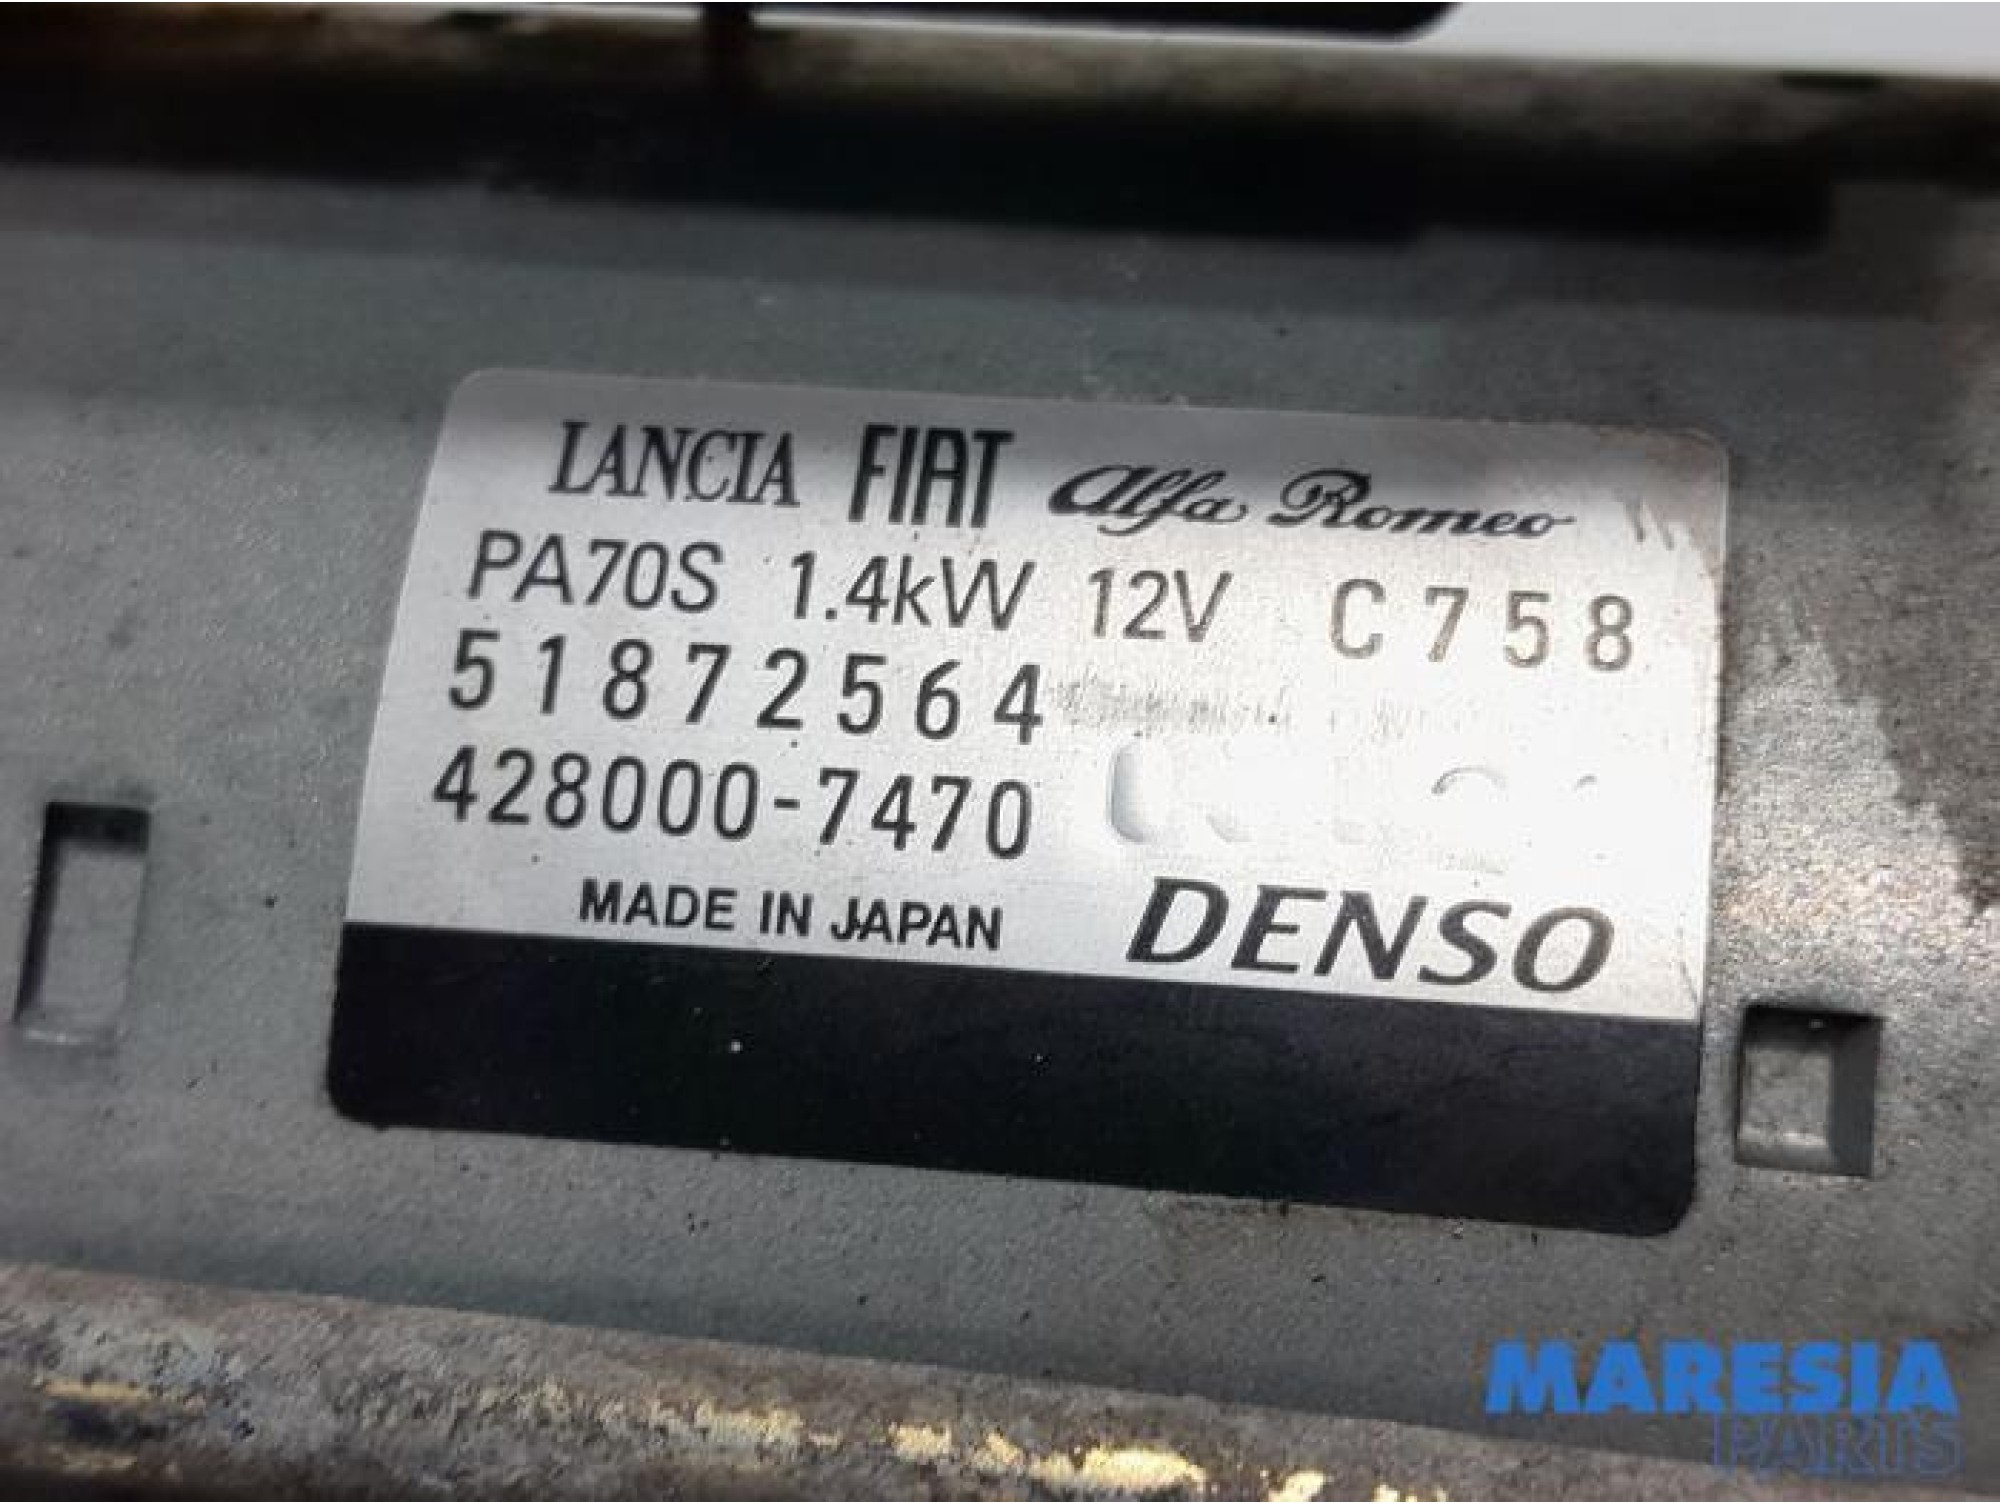 LANCIA FIAT Alfa Romeo
PA70S 1.4kW 12V C758
51872564
428000-7470
MADE IN JAPAN DENSO
MARESIA
PARTS